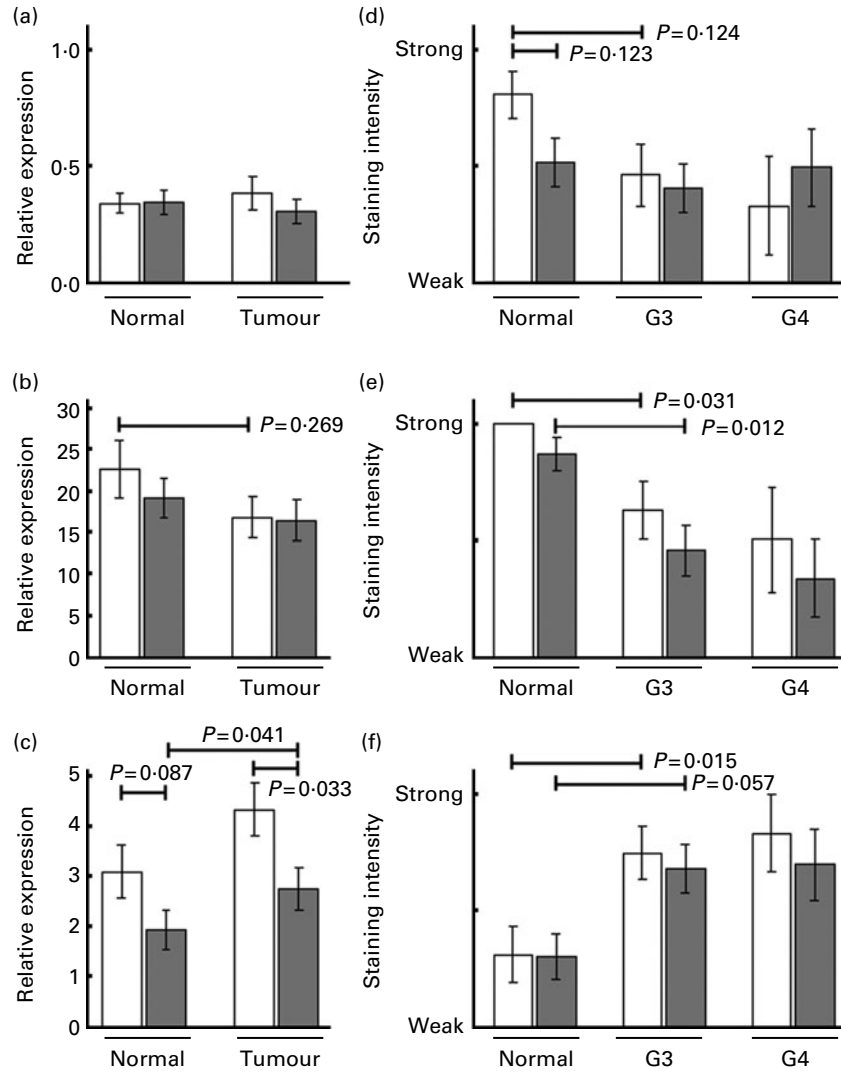 (a)
Relative expression
1·0
0·5
0·0
Normal Tumour
(d)
Staining intensity
Strong
Weak
P=0·124
P=0·123
Normal G3 G4
(b)
Relative expression
30
25
20
15
10
5
0
P=0·269
Normal Tumour
(e)
Staining intensity
Strong
Weak
P=0·031
P=0·012
Normal G3 G4
(c)
Relative expression
5
4
3
2
1
0
P=0·041
P=0·087
P=0·033
Normal Tumour
(f)
Staining intensity
Strong
Weak
P=0·015
P=0·057
Normal G3 G4